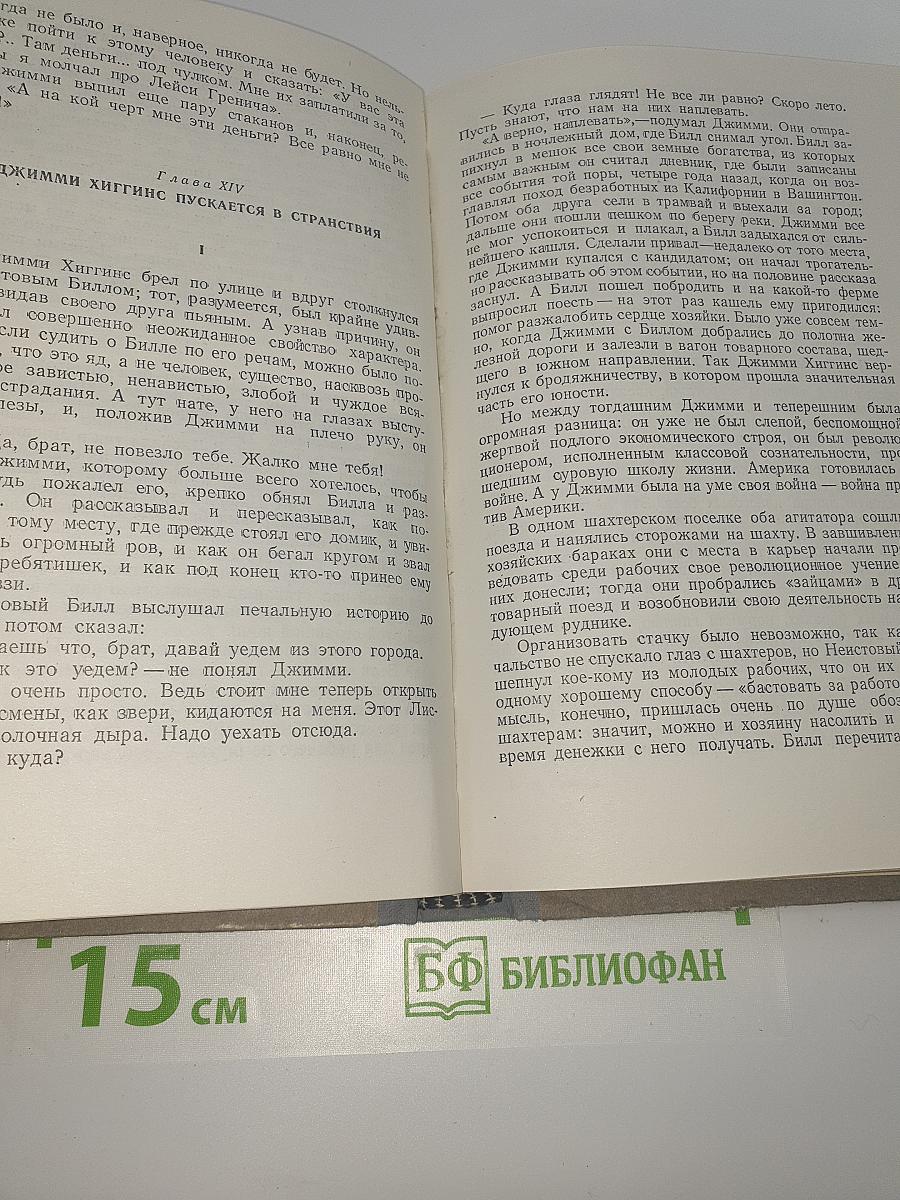 гда не было и, наверное, никогда не будет. Но нель-
же пойти к этому человеку и сказать: «У вас эта
?.. Там деньги... под чулком. Мне их заплатили за то,
ы я молчал про Лейси Гренича».
жимми выпил еще пару стаканов и, наконец, ре-
«А на кой черт мне эти деньги? Все равно мне не
!»
Глава XIV
ДЖИММИ ХИГГИНС ПУСКАЕТСЯ В СТРАНСТВИЯ
I
имми Хиггинс брел по улице и вдруг столкнулся
товым Биллом; тот, разумеется, был крайне удив-
видав своего друга пьяным. А узнав причину, он
л совершенно неожиданное свойство характера.
сли судить о Билле по его речам, можно было по-
, что это яд, а не человек, существо, насквозь про-
ое завистью, ненавистью, злобой и чуждое вся-
страдания. А тут нате, у него на глазах высту-
лезы, и, положив Джимми на плечо руку, он
а, брат, не повезло тебе. Жалко мне тебя!
жимми, которому больше всего хотелось, чтобы
удь пожалел его, крепко обнял Билла и раз-
. Он рассказывал и пересказывал, как по-
тому месту, где прежде стоял его домик, и уви-
ь огромный ров, и как он бегал кругом и звал
ребятишек, и как под конец кто-то принес ему
ззи.
овый Билл выслушал печальную историю до
потом сказал:
аешь что, брат, давай уедем из этого города.
к это уедем? — не понял Джимми.
очень просто. Ведь стоит мне теперь открыть
смены, как звери, кидаются на меня. Этот Лис-
олочная дыра. Надо уехать отсюда.
куда?
— Куда глаза глядят! Не все ли равно? Скоро лето.
Пусть знают, что нам на них наплевать.
«А верно, наплевать»,—подумал Джимми. Они отпра-
вились в ночлежный дом, где Билл снимал угол. Билл за-
пихнул в мешок все свои земные богатства, из которых
самым важным он считал дневник, где были записаны
все события той поры, четыре года назад, когда он воз-
главлял поход безработных из Калифорнии в Вашингтон.
Потом оба друга сели в трамвай и выехали за город;
дальше они пошли пешком по берегу реки. Джимми все
не мог успокоиться и плакал, а Билл задыхался от силь-
нейшего кашля. Сделали привал—недалеко от того места,
где Джимми купался с кандидатом; он начал трогатель-
но рассказывать об этом событии, но на половине рассказа
заснул. А Билл пошел побродить и на какой-то ферме
выпросил поесть — на этот раз кашель ему пригодился:
помог разжалобить сердце хозяйки. Было уже совсем тем-
но, когда Джимми с Биллом добрались до полотна же-
лезной дороги и залезли в вагон товарного состава, шед-
щего в южном направлении. Так Джимми Хиггинс вер-
нулся к бродяжничеству, в котором прошла значительная
часть его юности.
Но между тогдашним Джимми и теперешним была
огромная разница: он уже не был слепой, беспомощной
жертвой подлого экономического строя, он был револю-
ционером, исполненным классовой сознательности, про-
шедшим суровую школу жизни. Америка готовилась
войне. А у Джимми была на уме своя война — война пр
тив Америки.
В одном шахтерском поселке оба агитатора сошли
поезда и нанялись сторожами на шахту. В завшивленн
хозяйских бараках они с места в карьер начали про
ведовать среди рабочих свое революционное учение
них донесли; тогда они пробрались «зайцами» в др
товарный поезд и возобновили свою деятельность на
дующем руднике.
Организовать стачку было невозможно, так ка
чальство не спускало глаз с шахтеров, но Неистовый
шепнул кое-кому из молодых рабочих, что он их
одному хорошему способу — «бастовать за работо
мысль, конечно, пришлась очень по душе обоз
шахтерам: значит, можно и хозяину насолить и
время денежки с него получать. Билл перечита
15 см
БФ БИБЛИОФАН